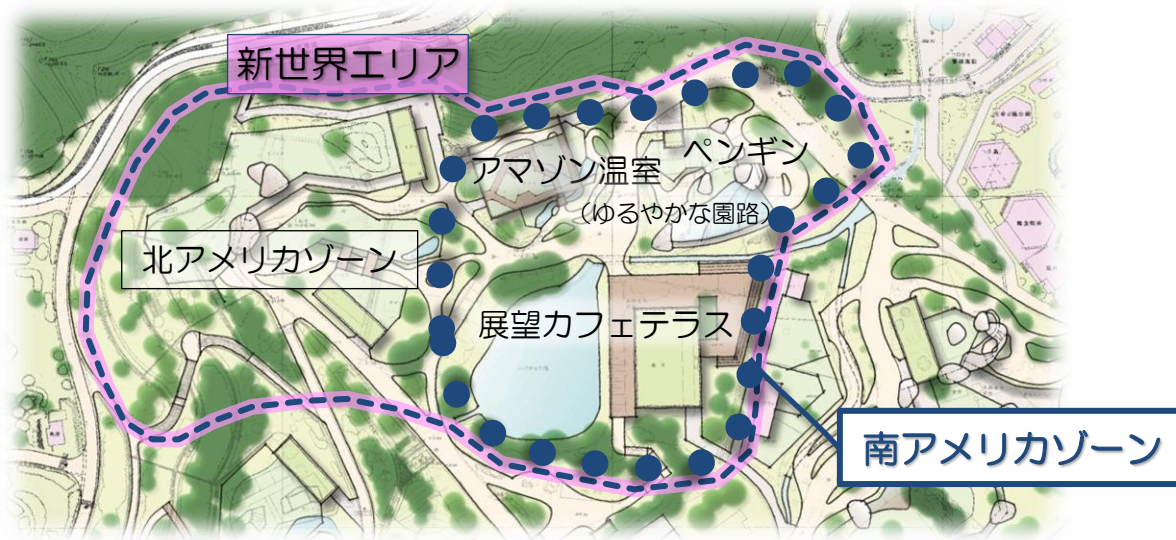 新世界エリア
アマゾン温室
ペンギン
（ゆるやかな園路）
北アメリカゾーン
展望カフェテラス
南アメリカゾーン